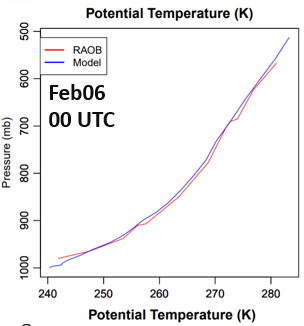 Potential Temperature (K)
RAOB
Model
Feb06
00 UTC
Pressure (mb)
500
600
700
800
900
1000
240
250
260
270
280
Potential Temperature (K)